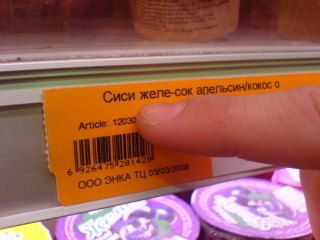 Сиси желе-сок апельсин/кокос о
Article: 12030
6 926475 201428
ООО ЭНКА ТЦ 03/03/2008